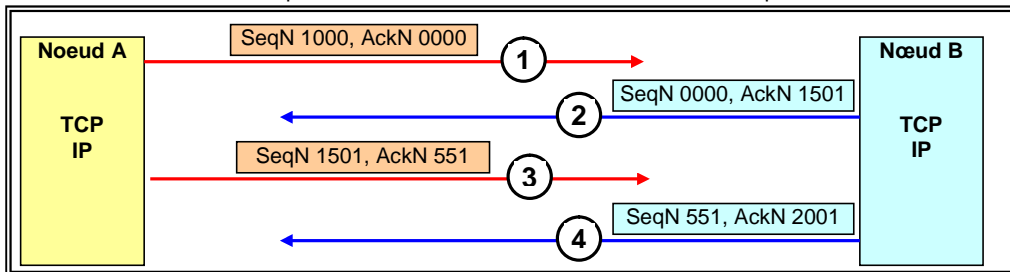 Noeud A
TCP
IP
SeqN 1000, AckN 0000
1
SeqN 0000, AckN 1501
2
SeqN 1501, AckN 551
3
SeqN 551, AckN 2001
4
Nœud B
TCP
IP